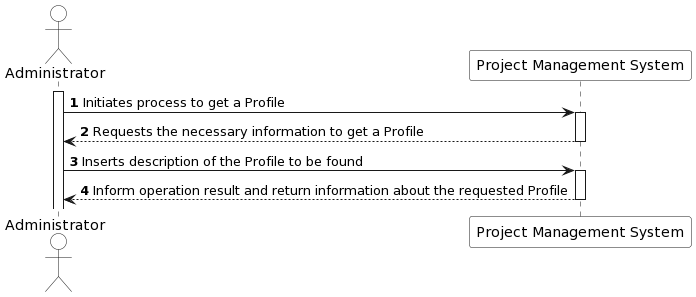 Administrator
Project Management System
1 Initiates process to get a Profile
2 Requests the necessary information to get a Profile
3 Inserts description of the Profile to be found
4 Inform operation result and return information about the requested Profile
Administrator
Project Management System